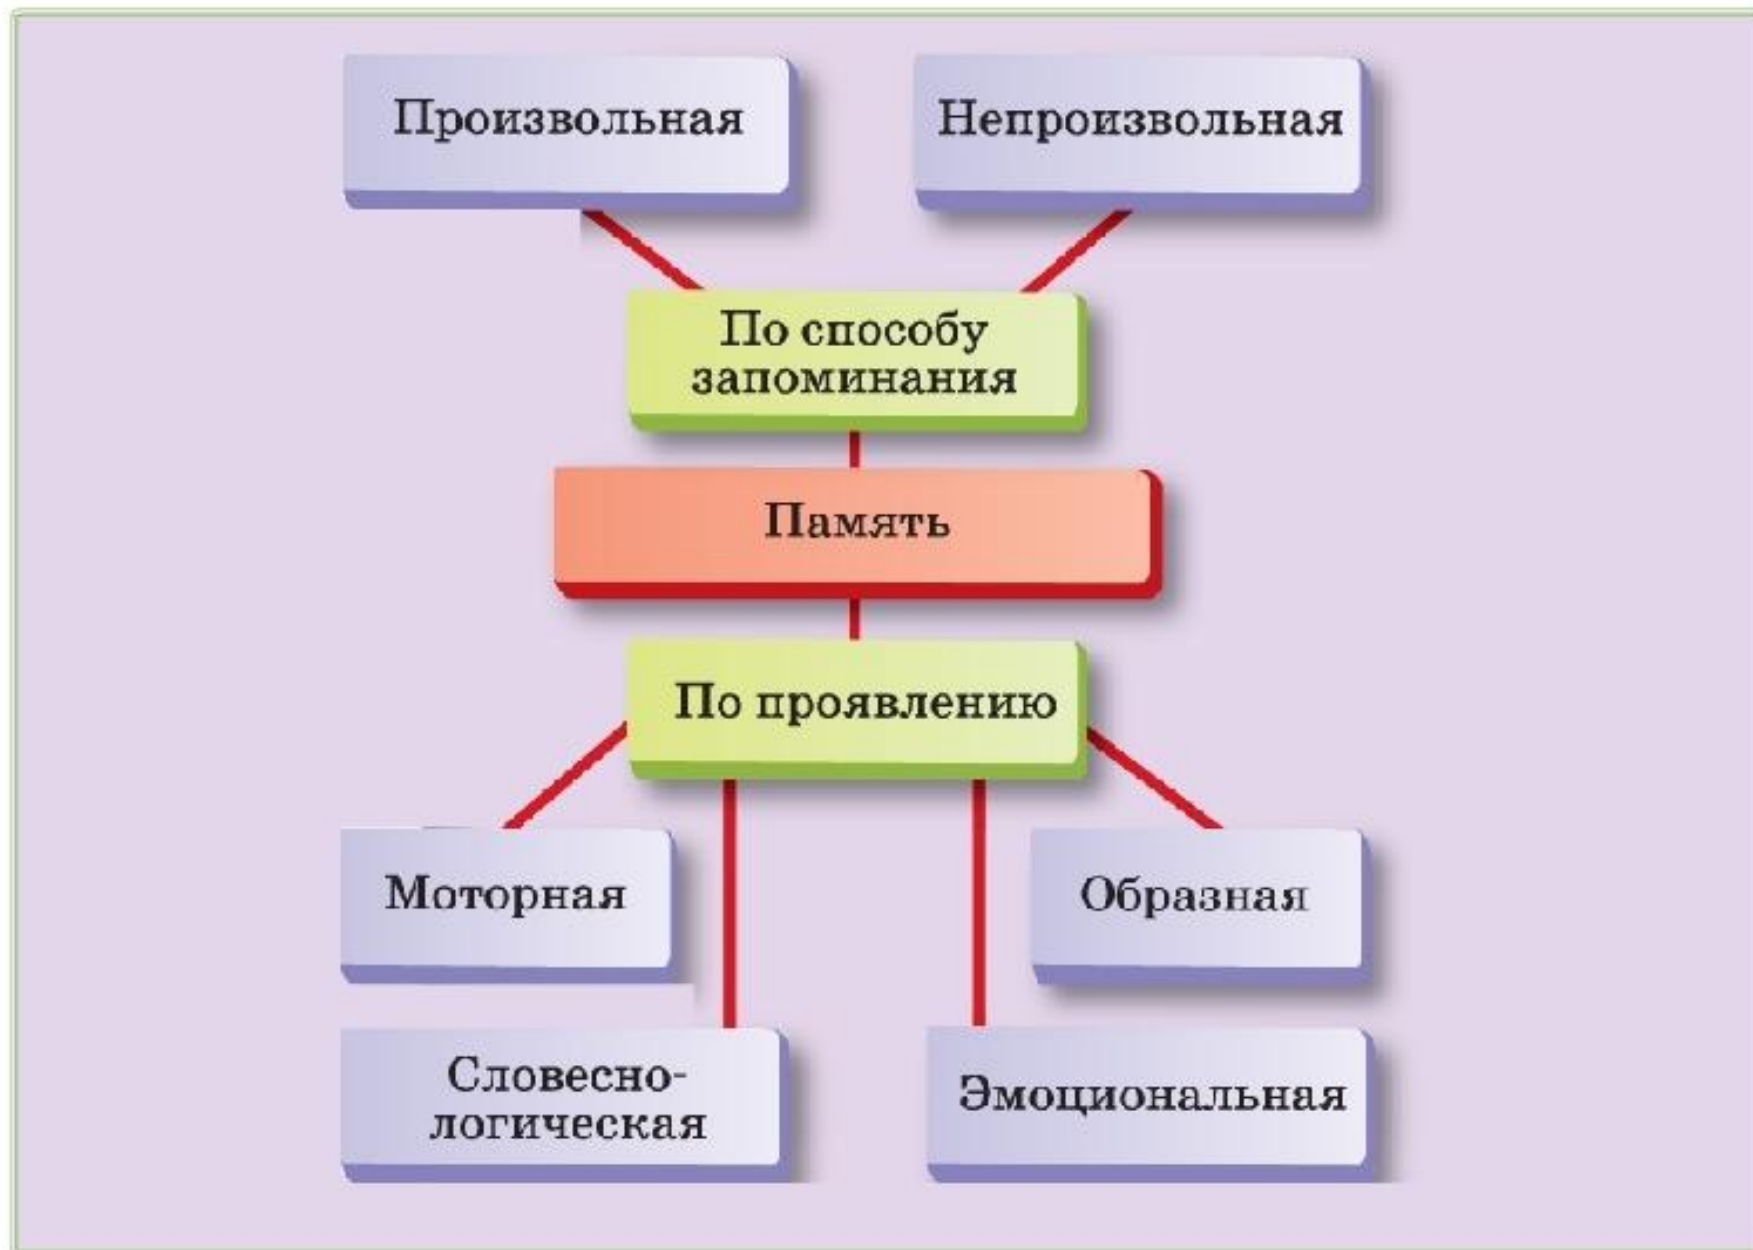 Произвольная
Непроизвольная
По способу
запоминания
Память
По проявлению
Моторная
Образная
Словесно-
логическая
Эмоциональная